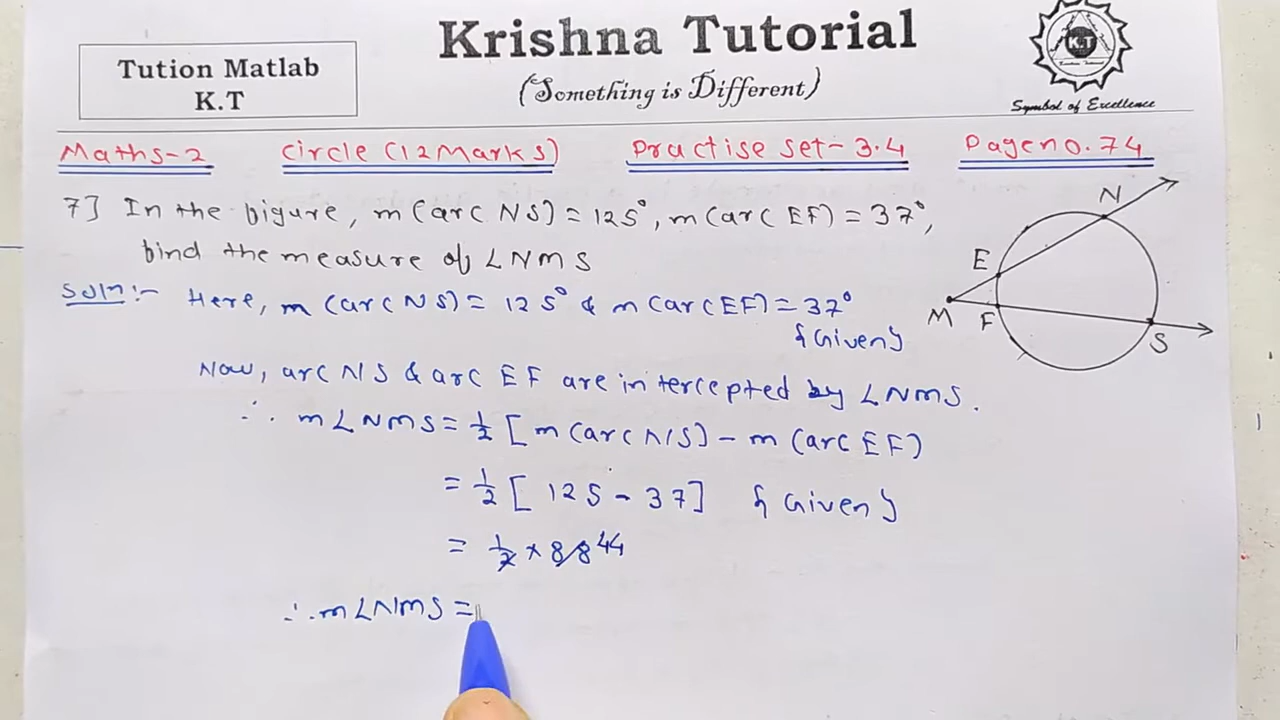 Tution Matlab
K.T
Krishna Tutorial
(Something is Different)
K.T
Symbol of Excellence
Maths-2 Circle (12 Marks) Practise set-3.4 Page no. 74
7] In the figure, m(arc NS) = 125°, m(arc EF) = 37°,
find the measure of ∠NMS
Soln:- Here, m(arc NS) = 125° & m(arc EF) = 37°
{Given}
Now, arc NS & arc EF are intercepted by ∠NMS.
∴ m∠NMS = 1/2 [m(arc NS) - m(arc EF)
= 1/2 [125 - 37] {Given}
= 1/2 × 88 44
∴ m∠NMS =
N
E
M
F
S